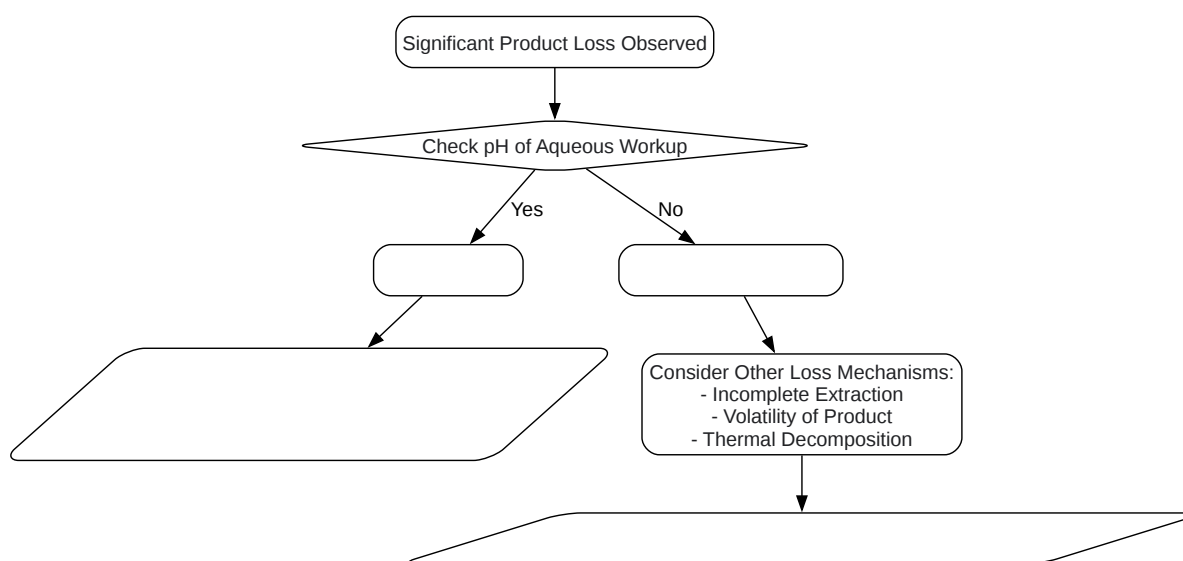 Significant Product Loss Observed
Check pH of Aqueous Workup
Yes
No
Consider Other Loss Mechanisms:
- Incomplete Extraction
- Volatility of Product
- Thermal Decomposition